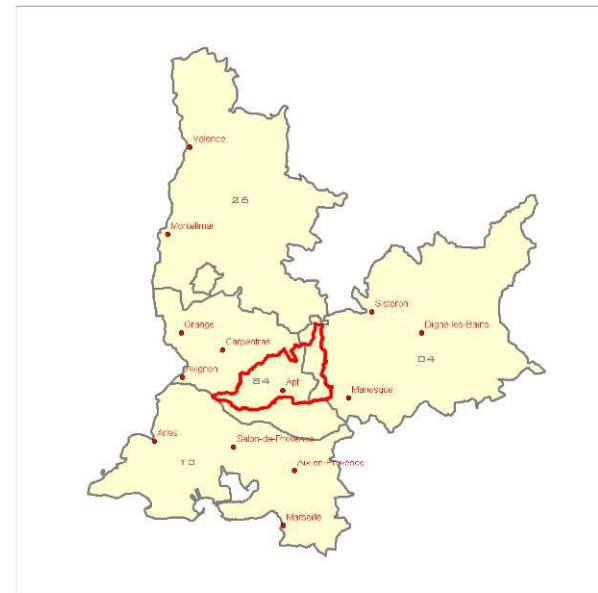 Valence
26
Montelimar
Sisteron
Orange
Digne-les-Bains
Carpentras
04
Avignon
84
Apt
Manosque
Arles
Salon-de-Provence
13
Aix-en-Provence
Marseille